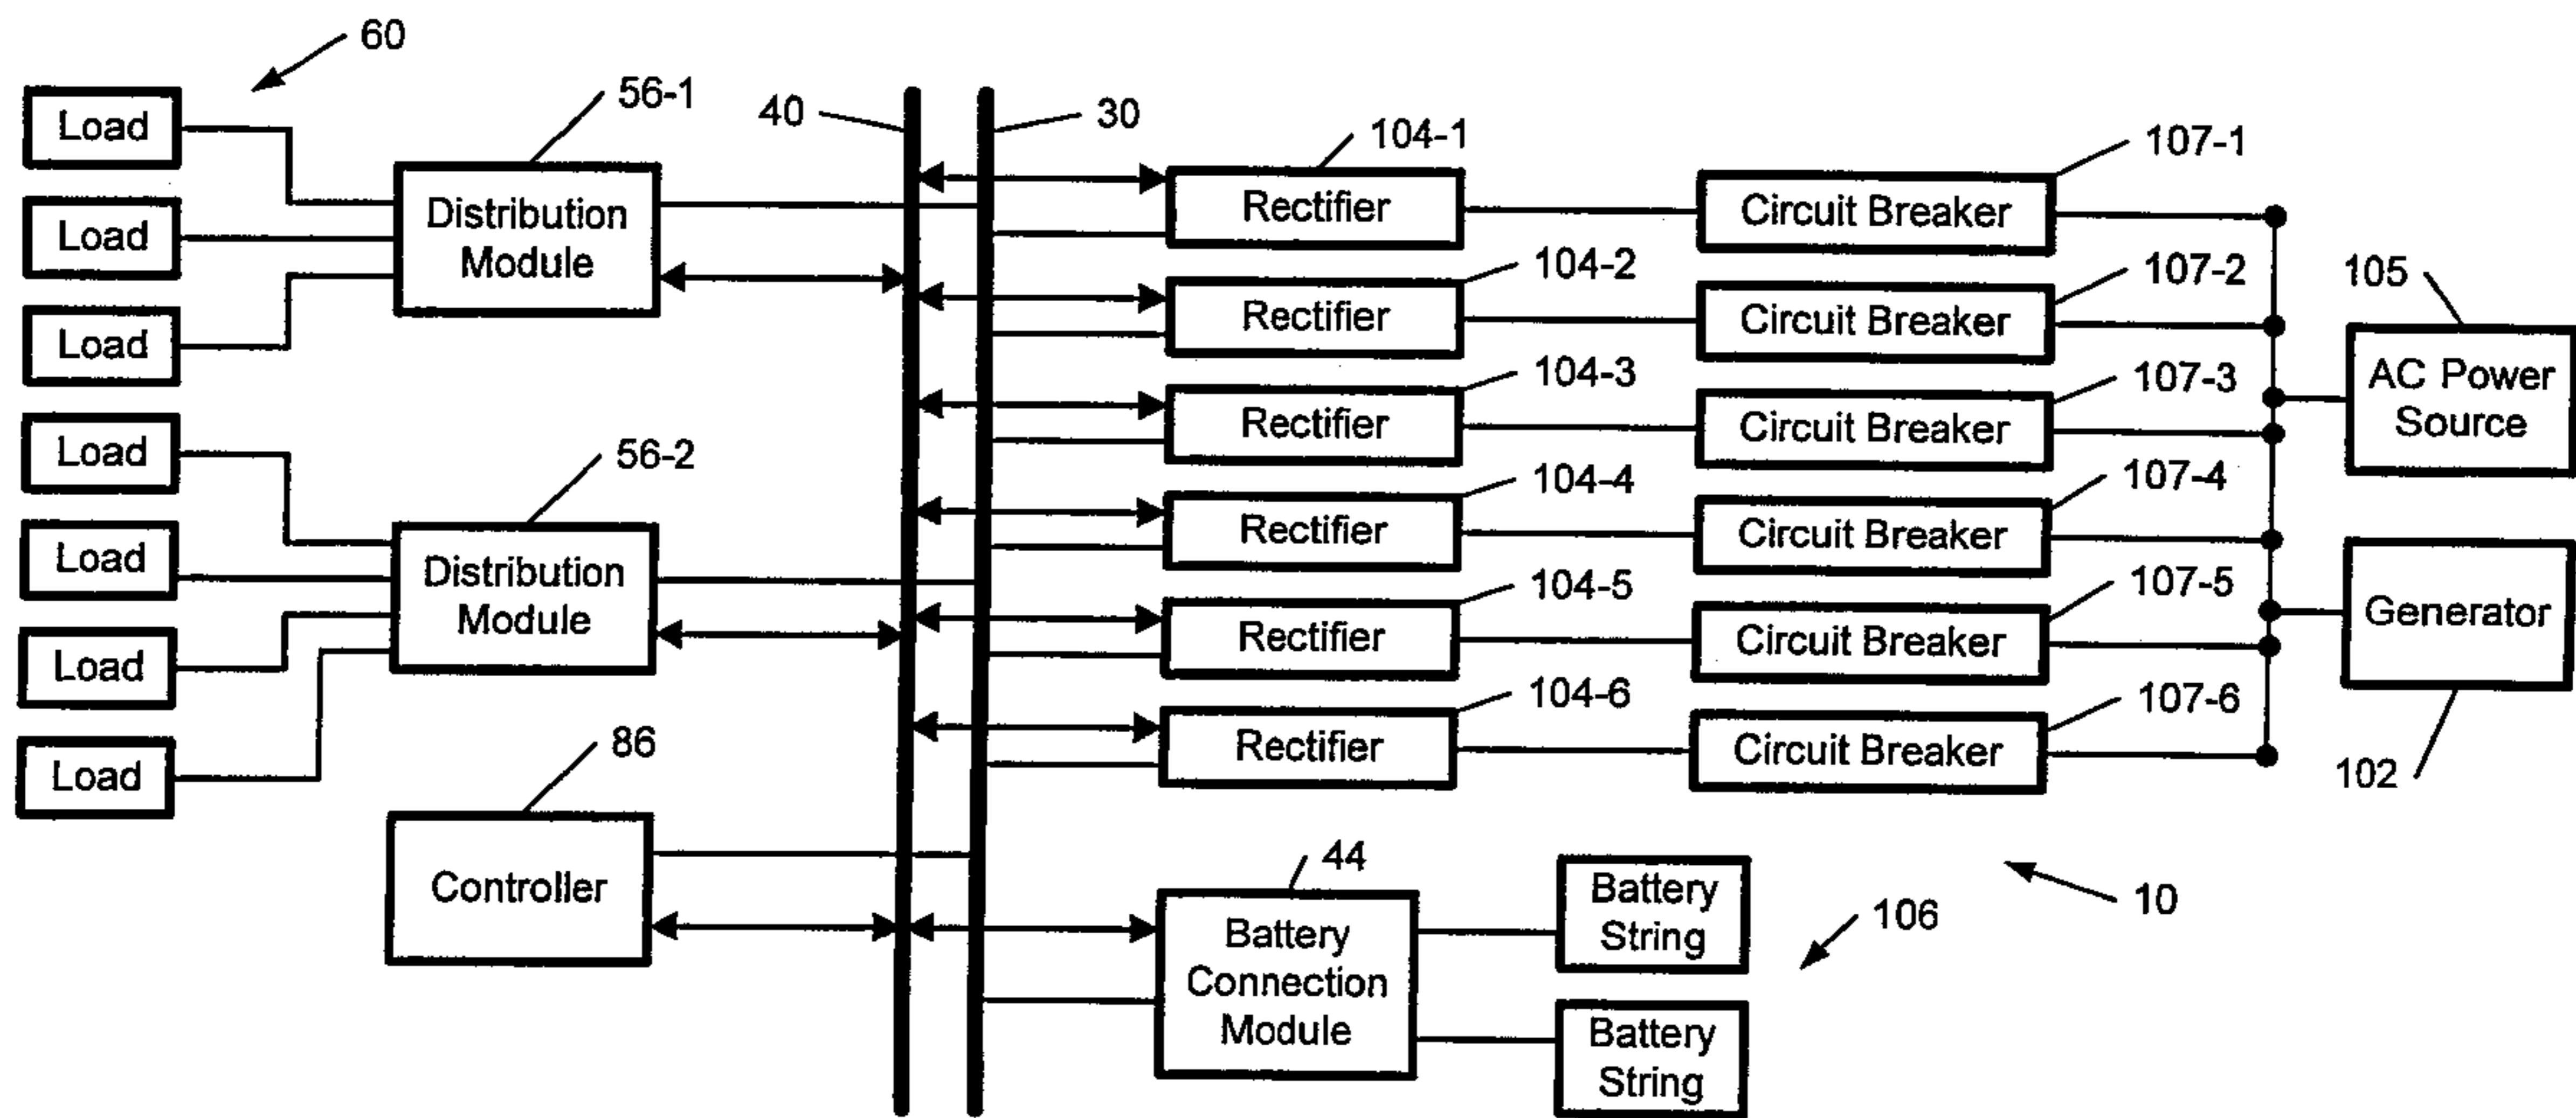 60
Load
Load
Load
Load
Load
Load
Load
56-1
Distribution
Module
56-2
Distribution
Module
86
Controller
40
30
104-1
Rectifier
104-2
Rectifier
104-3
Rectifier
104-4
Rectifier
104-5
Rectifier
104-6
Rectifier
107-1
Circuit Breaker
107-2
Circuit Breaker
107-3
Circuit Breaker
107-4
Circuit Breaker
107-5
Circuit Breaker
107-6
Circuit Breaker
105
AC Power
Source
Generator
102
44
Battery
Connection
Module
Battery
String
Battery
String
106
10